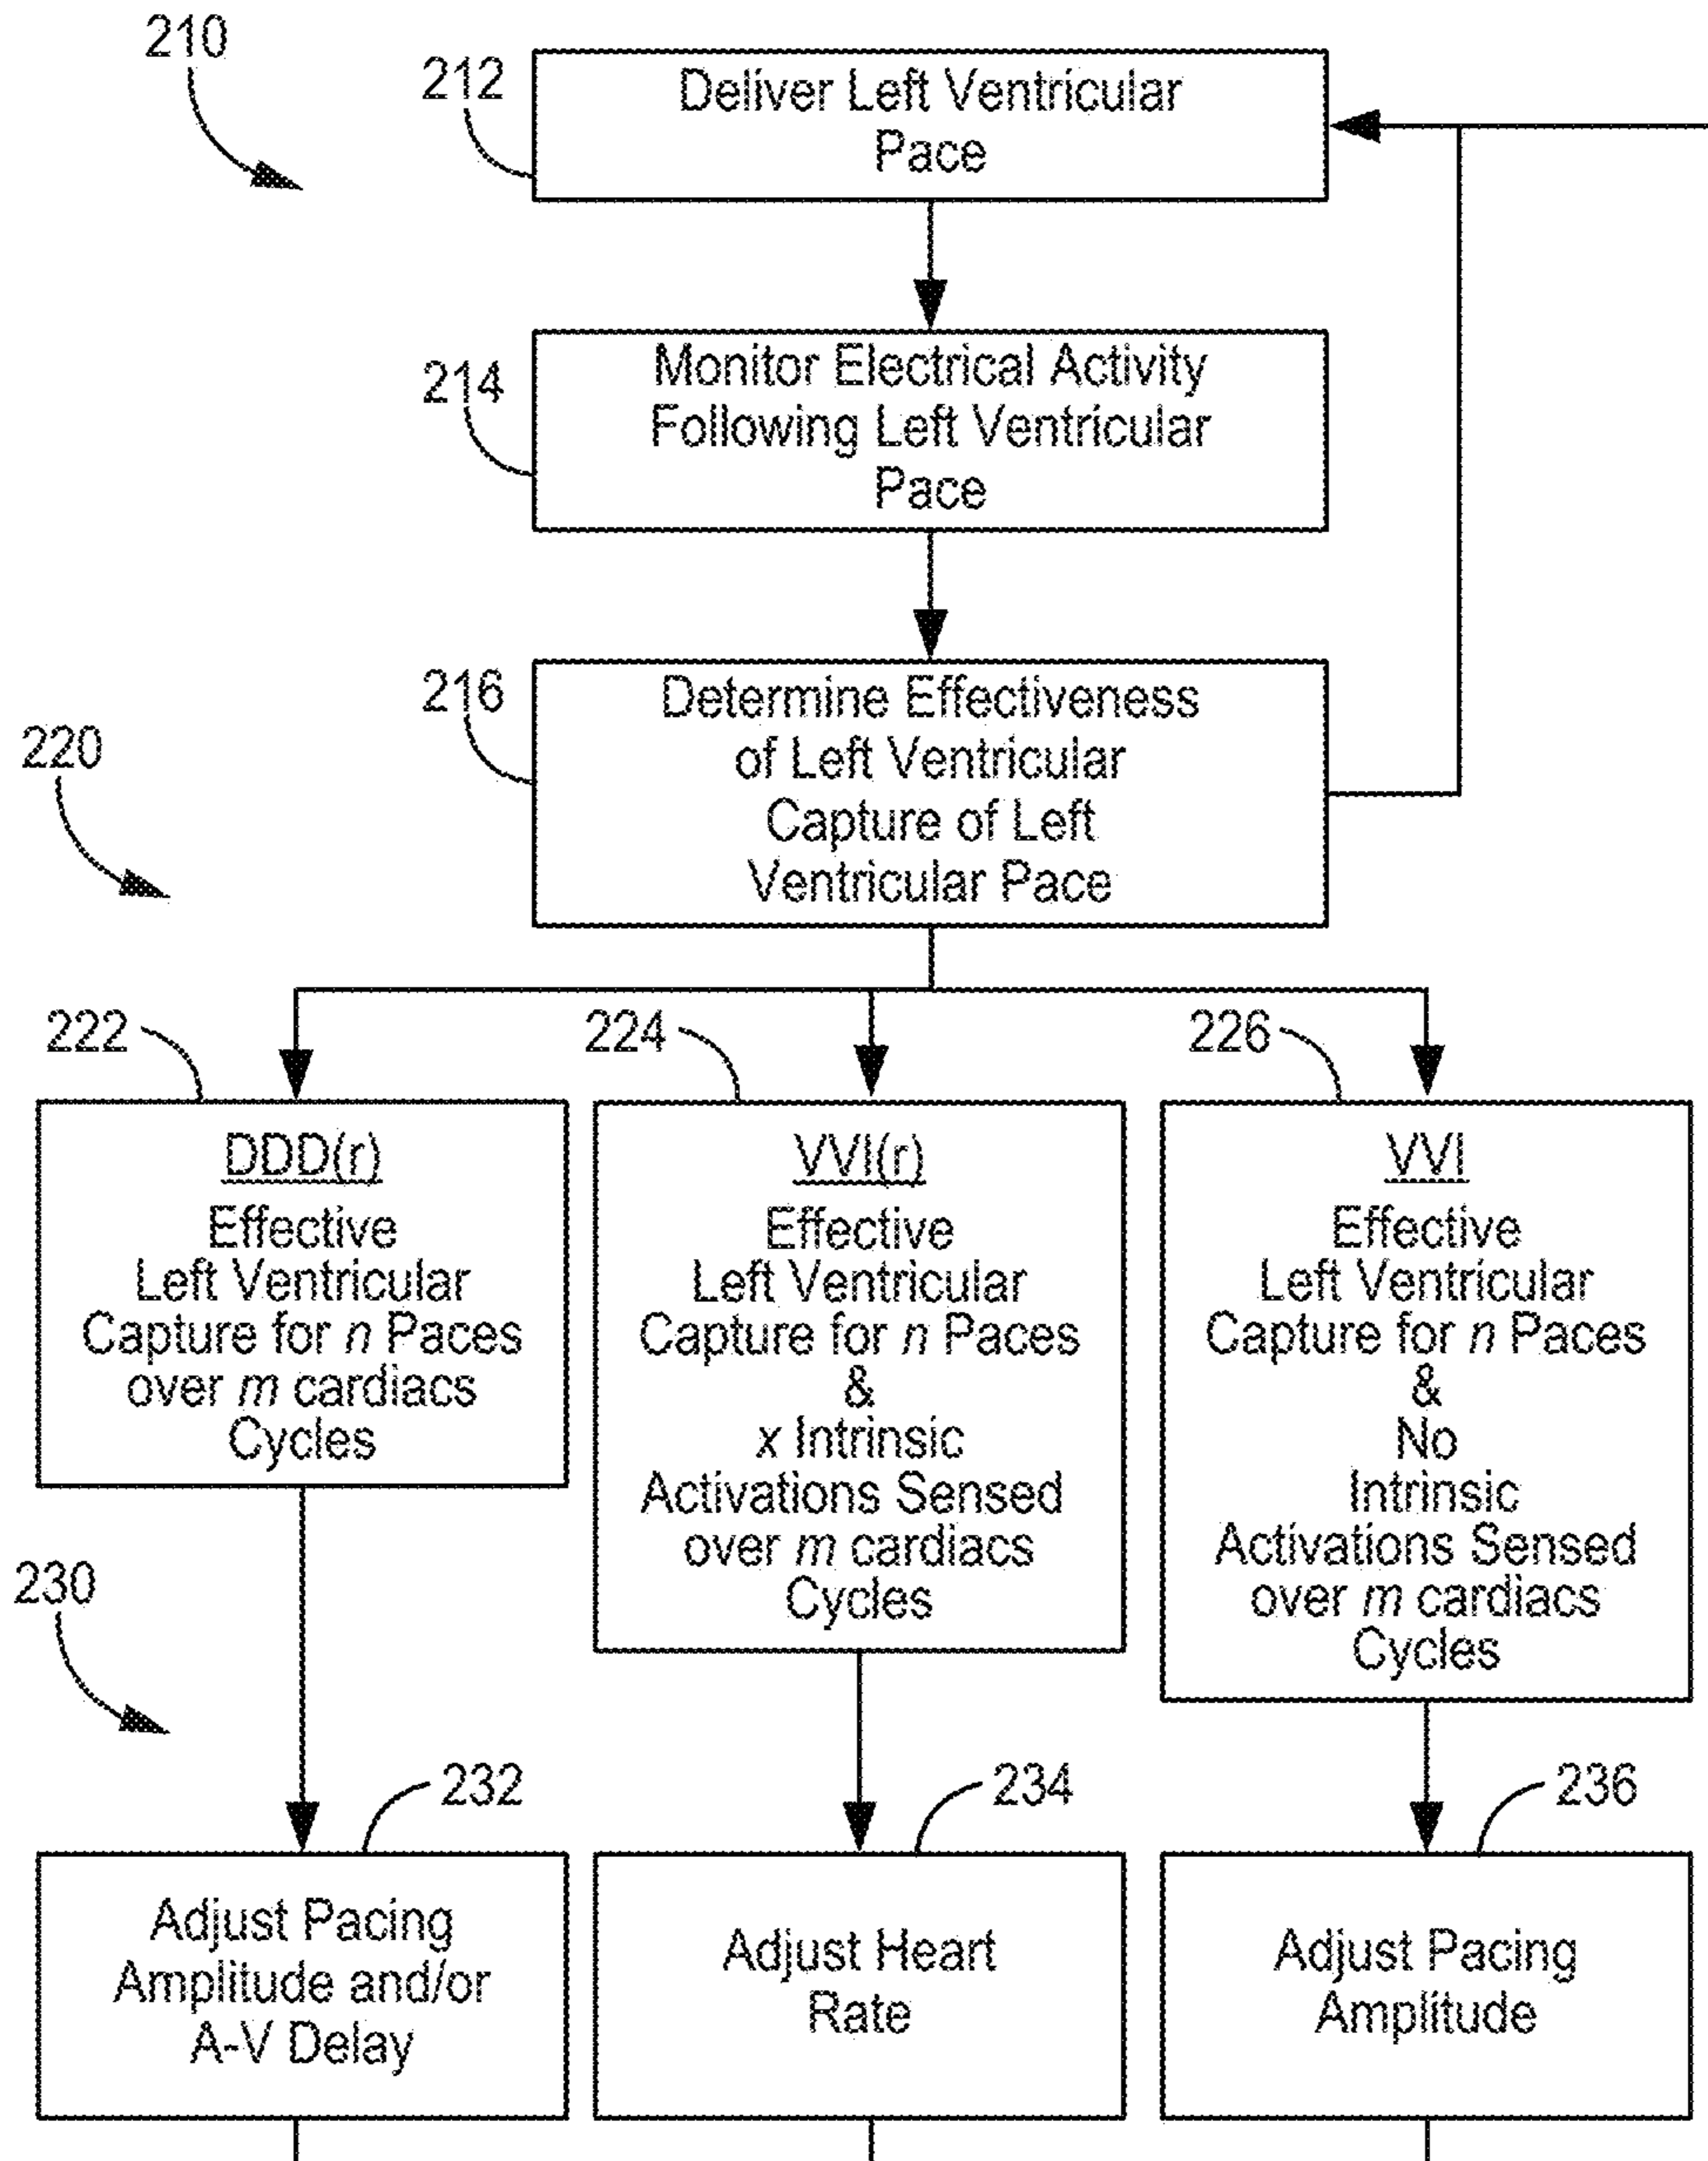 210
212
Deliver Left Ventricular
Pace
214
Monitor Electrical Activity
Following Left Ventricular
Pace
216
Determine Effectiveness
of Left Ventricular
Capture of Left
Ventricular Pace
220
222
DDD(r)
Effective
Left Ventricular
Capture for n Paces
over m cardiacs
Cycles
224
VVI(r)
Effective
Left Ventricular
Capture for n Paces
&
x Intrinsic
Activations Sensed
over m cardiacs
Cycles
226
VVI
Effective
Left Ventricular
Capture for n Paces
&
No
Intrinsic
Activations Sensed
over m cardiacs
Cycles
230
232
Adjust Pacing
Amplitude and/or
A-V Delay
234
Adjust Heart
Rate
236
Adjust Pacing
Amplitude